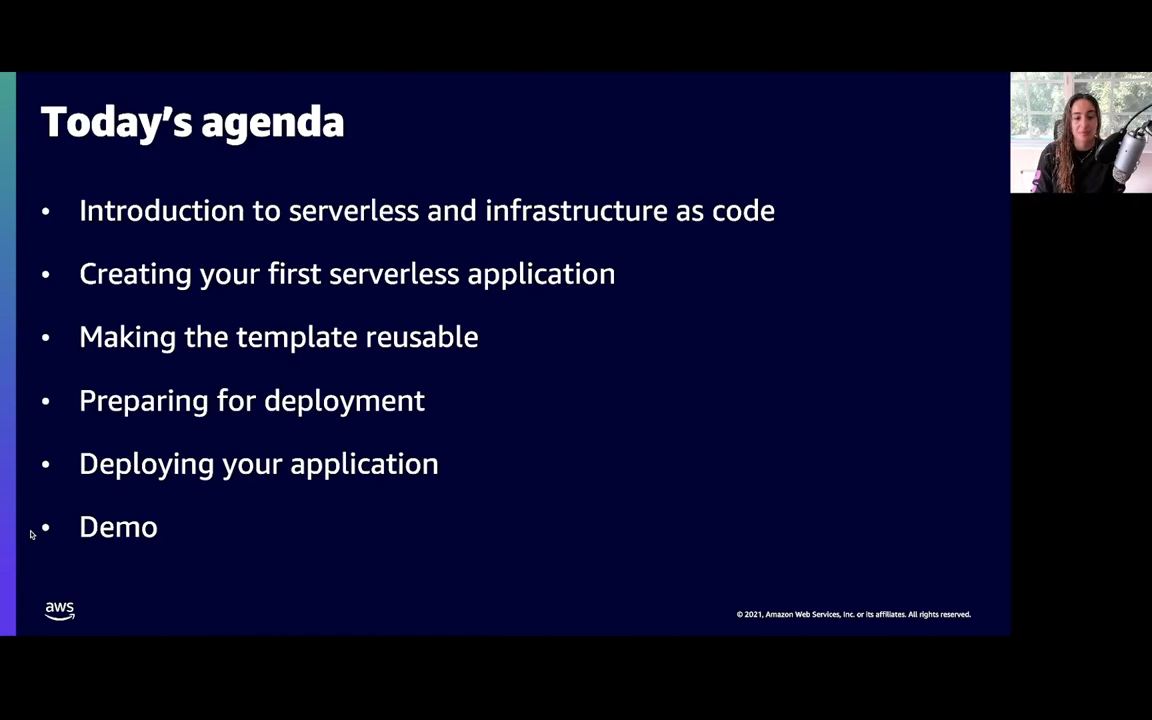 Today's agenda
• Introduction to serverless and infrastructure as code
• Creating your first serverless application
• Making the template reusable
• Preparing for deployment
• Deploying your application
• Demo
aws
© 2021, Amazon Web Services, Inc. or its affiliates. All rights reserved.